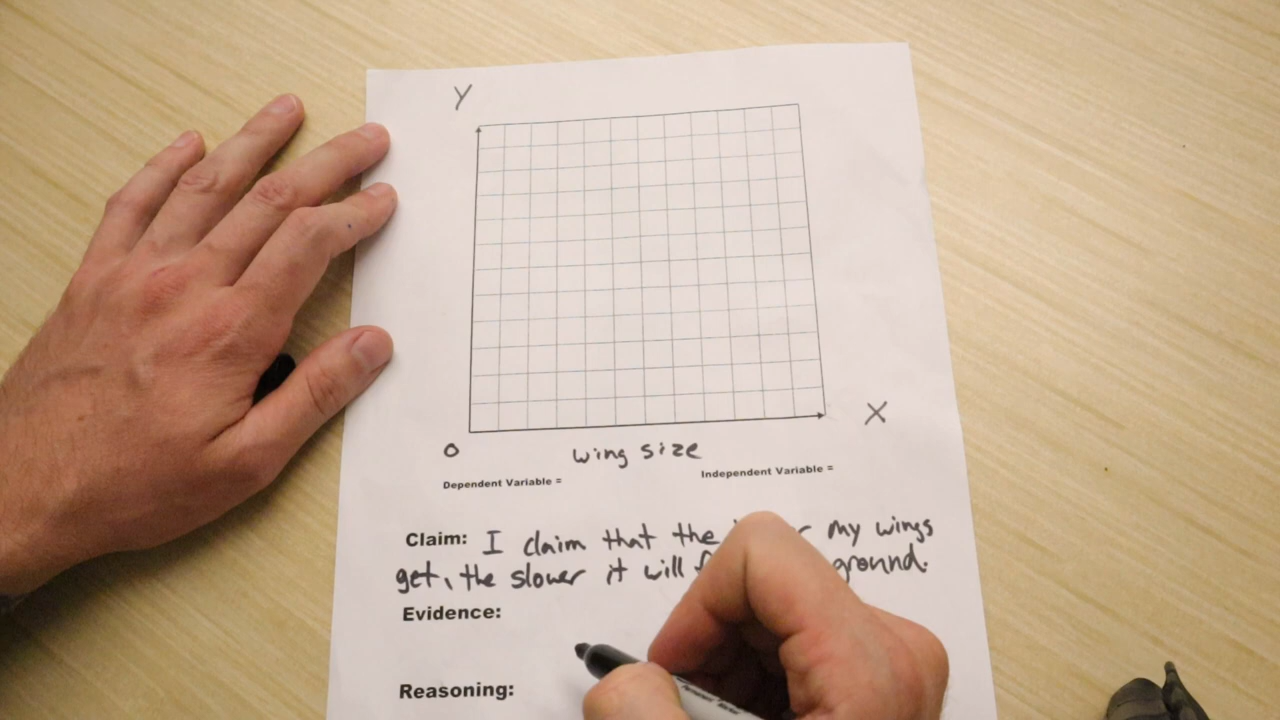 Y
X
0
wing size
Dependent Variable =
Independent Variable =
Claim: I claim that the my wings
get, the slower it will ground.
Evidence:
Reasoning: